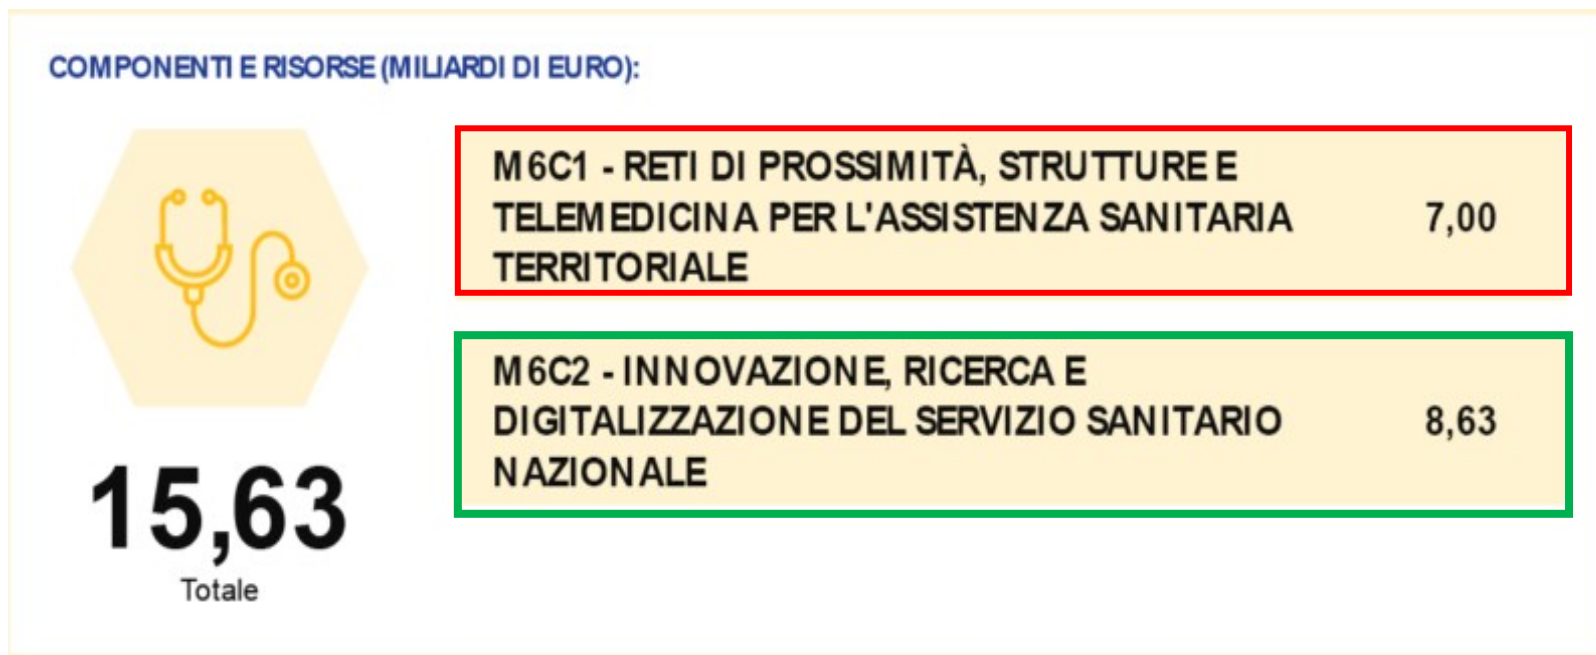 COMPONENTI E RISORSE (MILIARDI DI EURO):
M6C1 - RETI DI PROSSIMITÀ, STRUTTURE E
TELEMEDICINA PER L'ASSISTENZA SANITARIA
TERRITORIALE
7,00
M6C2 - INNOVAZIONE, RICERCA E
DIGITALIZZAZIONE DEL SERVIZIO SANITARIO
NAZIONALE
8,63
15,63
Totale